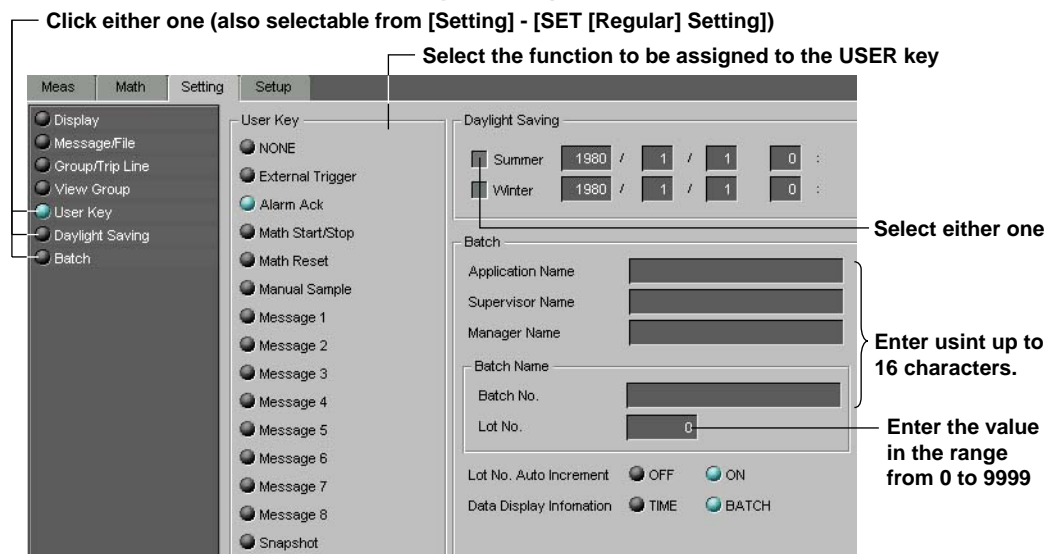 Click either one (also selectable from [Setting] - [SET [Regular] Setting])
Select the function to be assigned to the USER key
Meas Math Setting Setup
Display
Message/File
Group/Trip Line
View Group
User Key
Daylight Saving
Batch
User Key
NONE
External Trigger
Alarm Ack
Math Start/Stop
Math Reset
Manual Sample
Message 1
Message 2
Message 3
Message 4
Message 5
Message 6
Message 7
Message 8
Snapshot
Daylight Saving
Summer 1980 / 1 / 1 0 :
Winter 1980 / 1 / 1 0 :
Select either one
Batch
Application Name
Supervisor Name
Manager Name
Enter usint up to
16 characters.
Batch Name
Batch No.
Lot No. 0
Enter the value
in the range
from 0 to 9999
Lot No. Auto Increment OFF ON
Data Display Infomation TIME BATCH